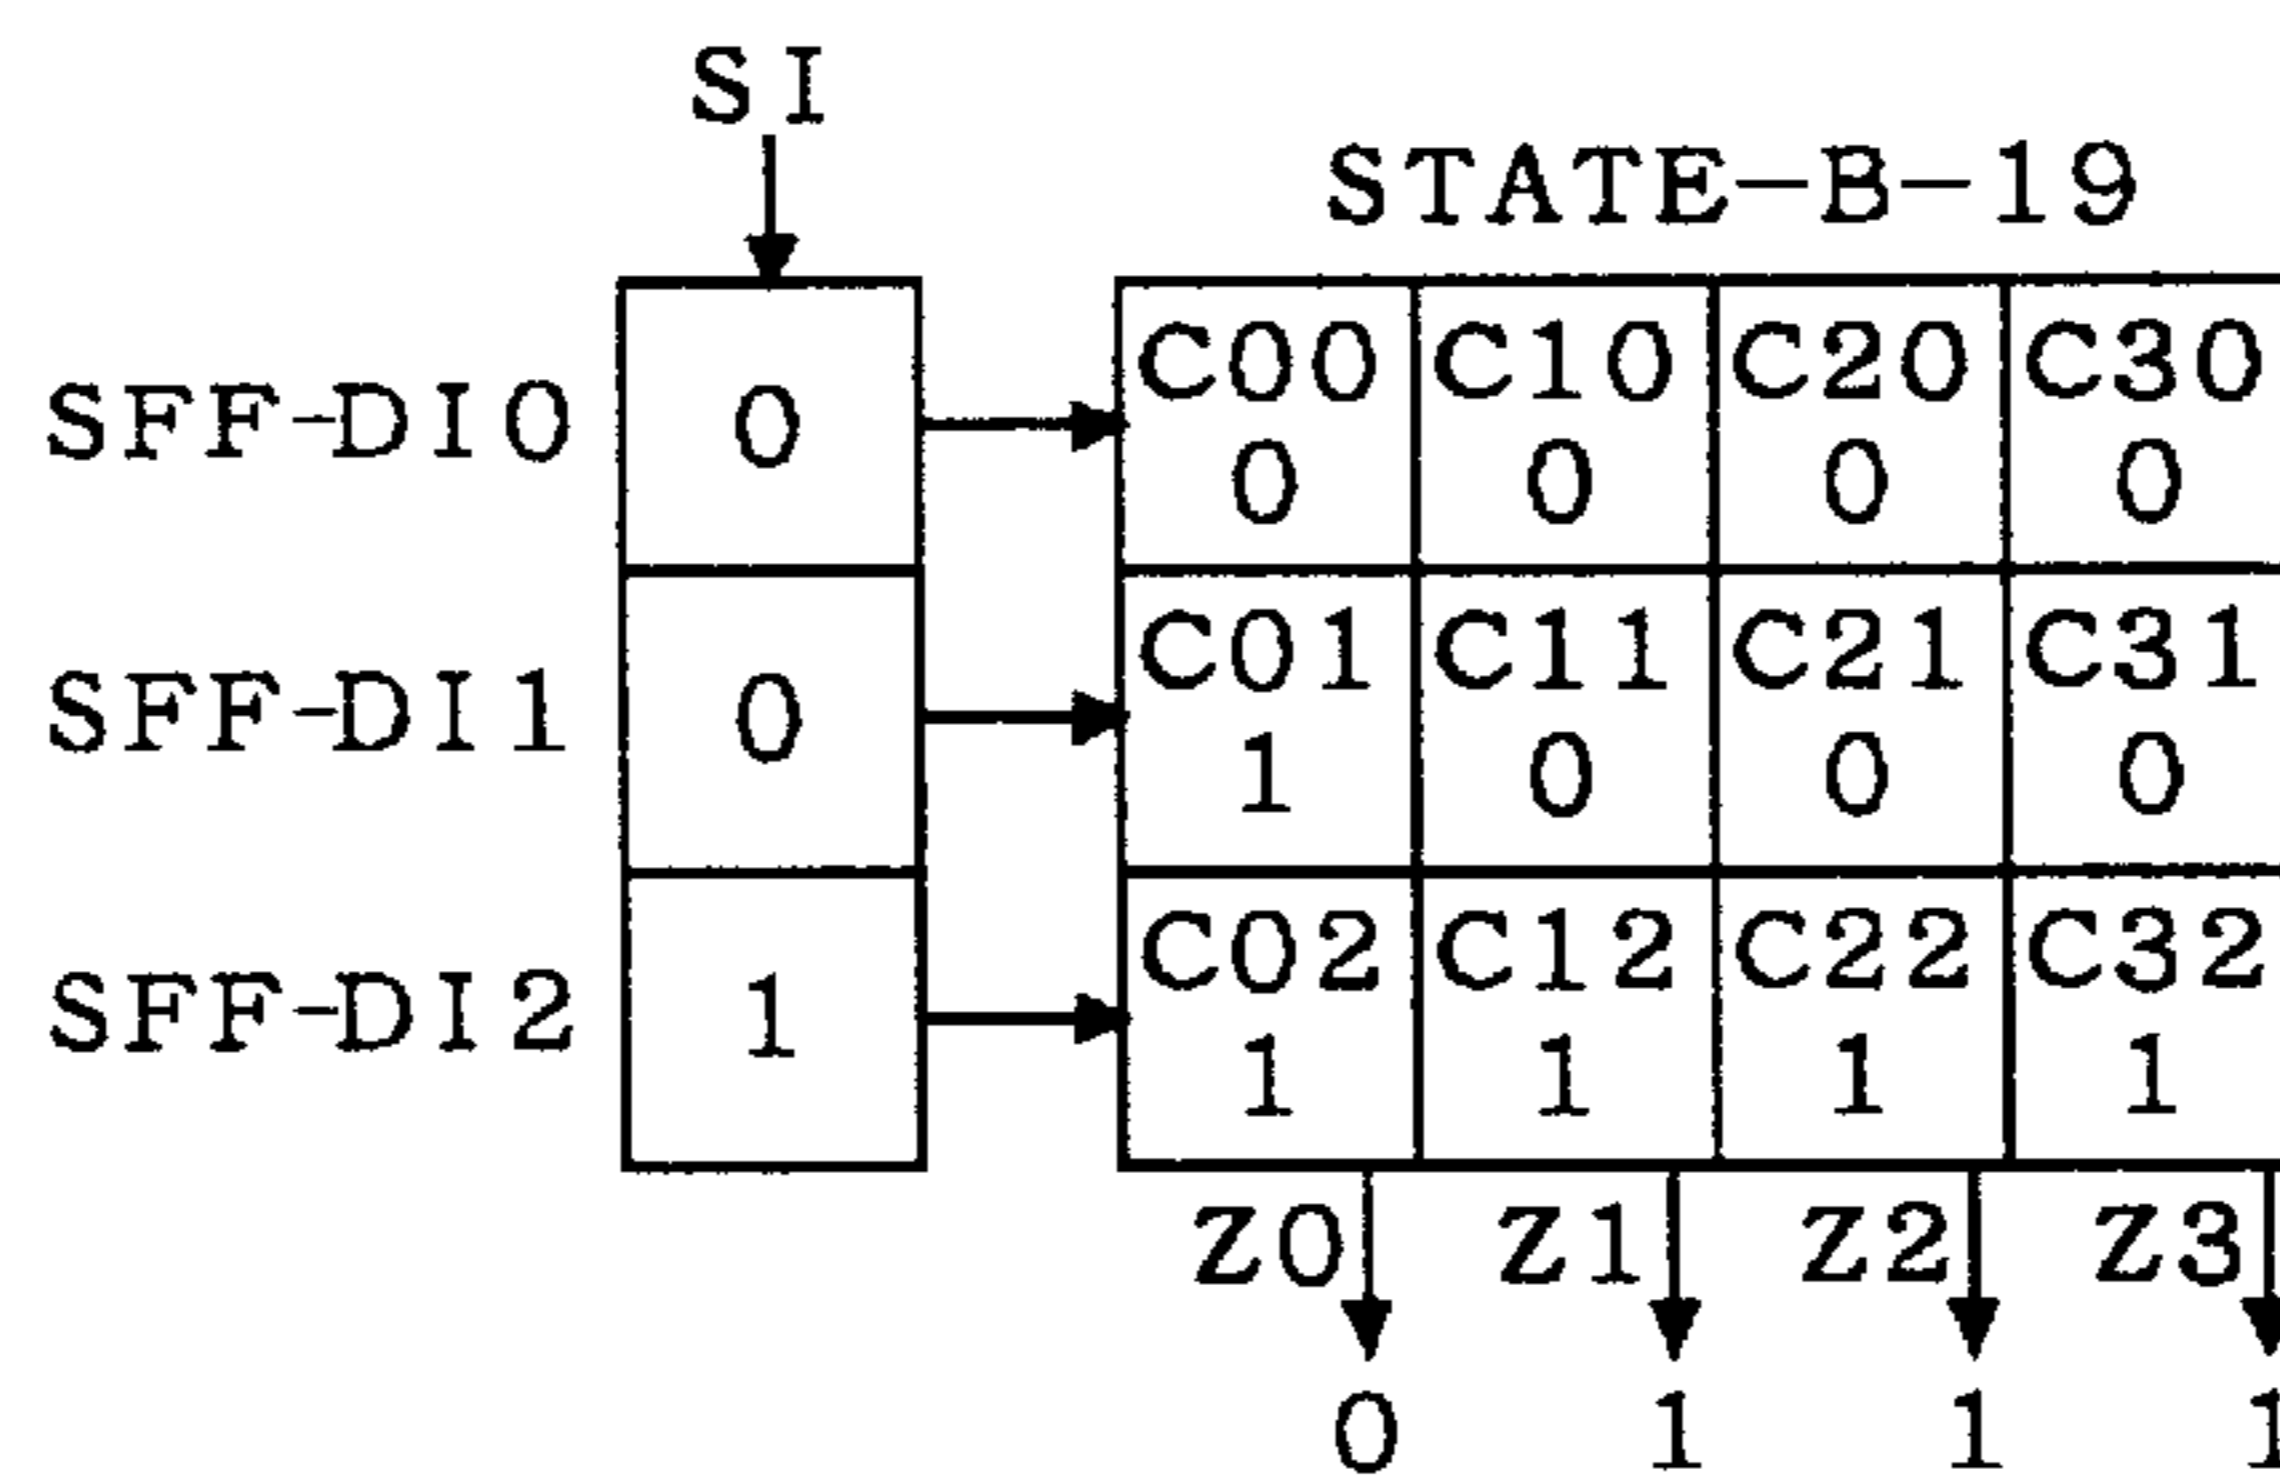 SI
STATE-B-19
SFF-DI0 0 C00 C10 C20 C30
0 0 0 0
SFF-DI1 0 C01 C11 C21 C31
1 0 0 0
SFF-DI2 1 C02 C12 C22 C32
1 1 1 1
Z0 Z1 Z2 Z3
0 1 1 1